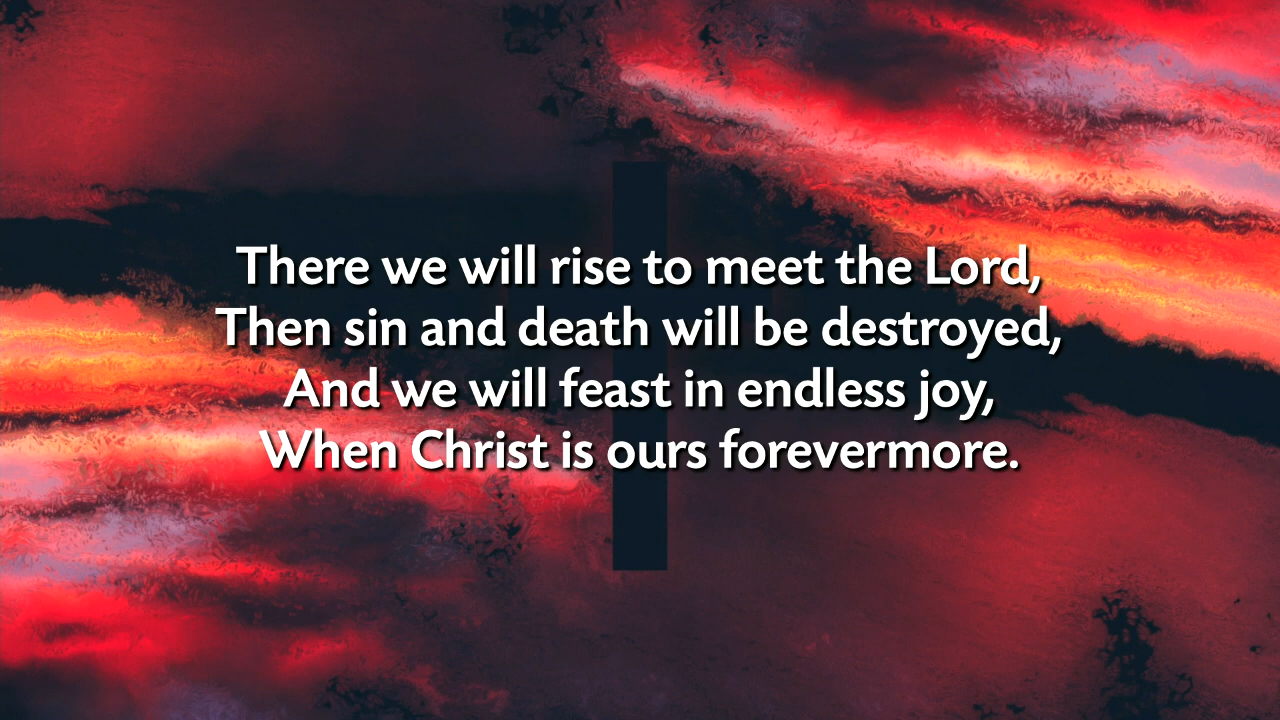 There we will rise to meet the Lord,
Then sin and death will be destroyed,
And we will feast in endless joy,
When Christ is ours forevermore.